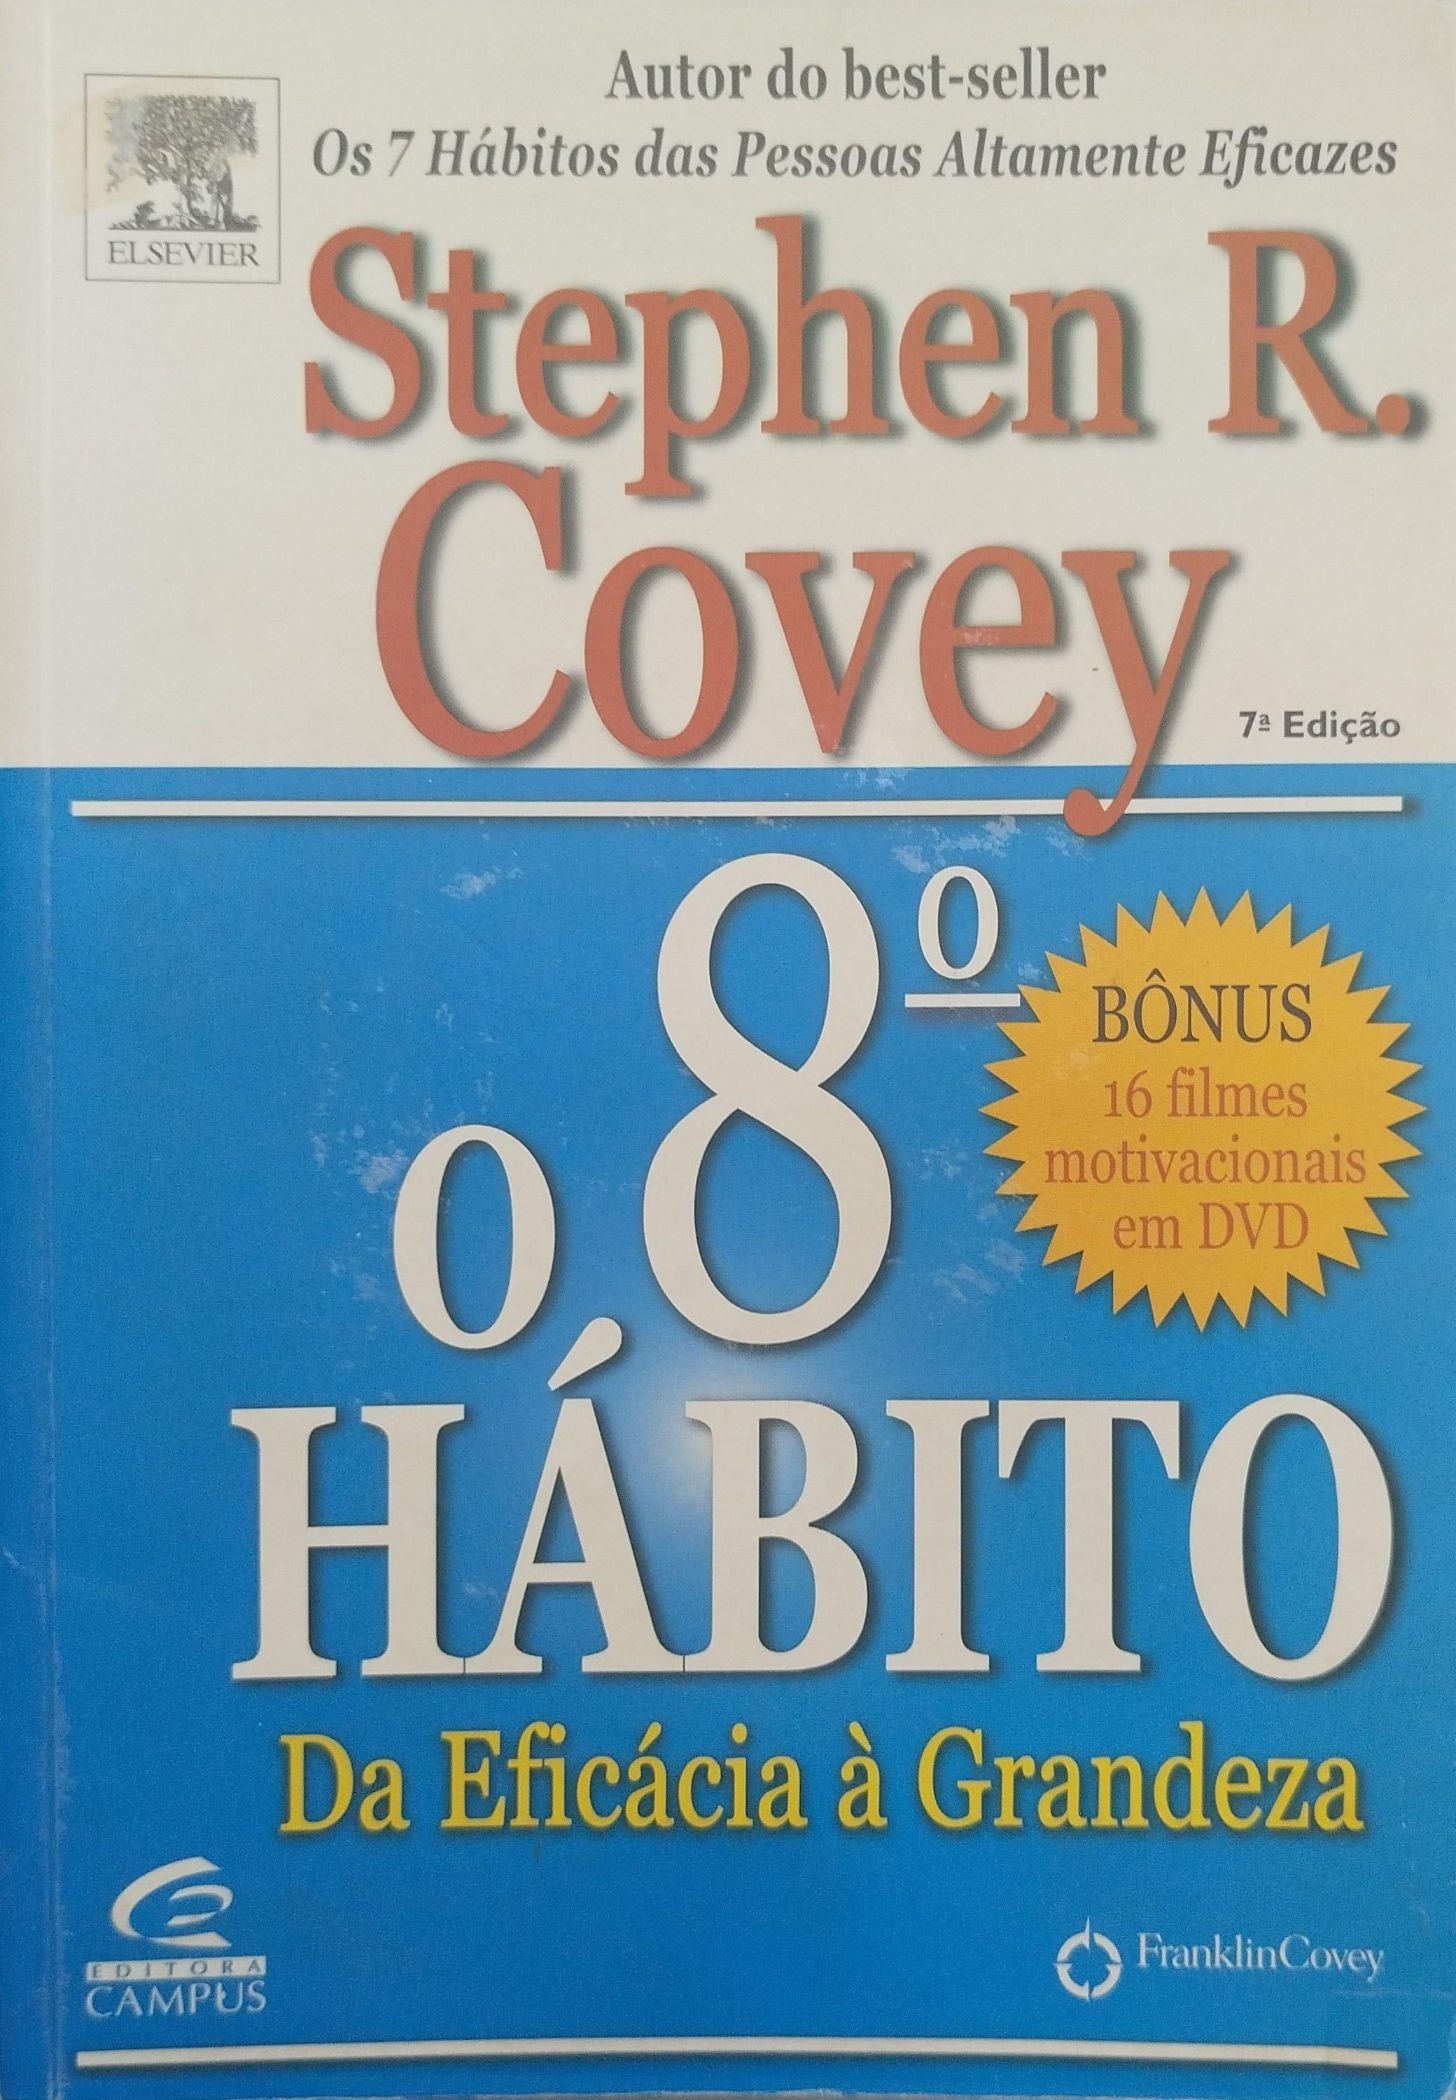 Autor do best-seller
Os 7 Hábitos das Pessoas Altamente Eficazes
ELSEVIER
Stephen R.
Covey
7ª Edição
O 8º
HÁBITO
BÔNUS
16 filmes
motivacionais
em DVD
Da Eficácia à Grandeza
EDITORA
CAMPUS
FranklinCovey